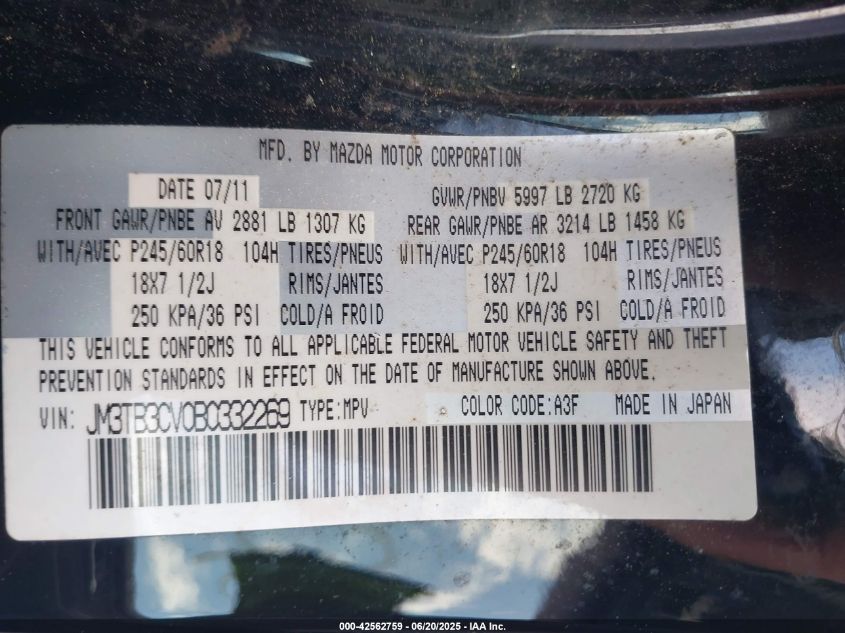 MFD. BY MAZDA MOTOR CORPORATION
DATE 07/11 GVWR/PNBV 5997 LB 2720 KG
FRONT GAWR/PNBE AV 2881 LB 1307 KG REAR GAWR/PNBE AR 3214 LB 1458 KG
WITH/AVEC P245/60R18 104H TIRES/PNEUS WITH/AVEC P245/60R18 104H TIRES/PNEUS
18X7 1/2J RIMS/JANTES 18X7 1/2J RIMS/JANTES
250 KPA/36 PSI COLD/A FROID 250 KPA/36 PSI COLD/A FROID
THIS VEHICLE CONFORMS TO ALL APPLICABLE FEDERAL MOTOR VEHICLE SAFETY AND THEFT
PREVENTION STANDARDS IN EFFECT ON THE DATE OF MANUFACTURE SHOWN ABOVE.
VIN: JM3TB3CV0B0332269 TYPE:MPV COLOR CODE:A3F MADE IN JAPAN
000-42562759 - 06/20/2025 - IAA Inc.